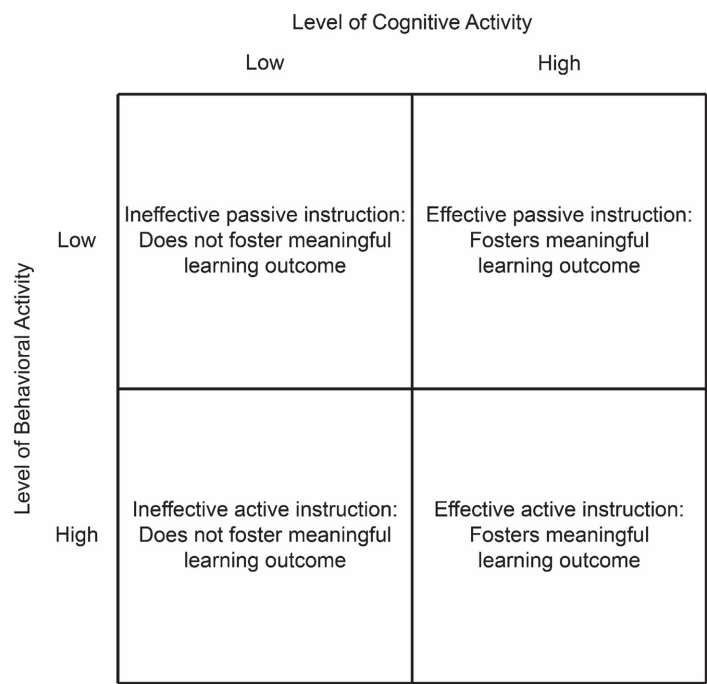 Level of Cognitive Activity
Low
High
Level of Behavioral Activity
Low
Ineffective passive instruction:
Does not foster meaningful
learning outcome
Effective passive instruction:
Fosters meaningful
learning outcome
High
Ineffective active instruction:
Does not foster meaningful
learning outcome
Effective active instruction:
Fosters meaningful
learning outcome